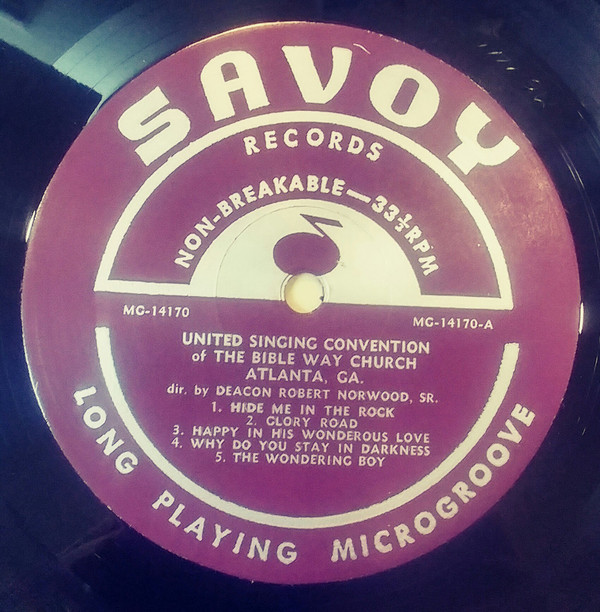 SAVOY
RECORDS
NON-BREAKABLE—33⅓RPM
MG-14170
MG-14170-A
UNITED SINGING CONVENTION
of THE BIBLE WAY CHURCH
ATLANTA, GA.
dir. by DEACON ROBERT NORWOOD, SR.
1. HIDE ME IN THE ROCK
2. GLORY ROAD
3. HAPPY IN HIS WONDEROUS LOVE
4. WHY DO YOU STAY IN DARKNESS
5. THE WONDERING BOY
LONG PLAYING MICROGROOVE